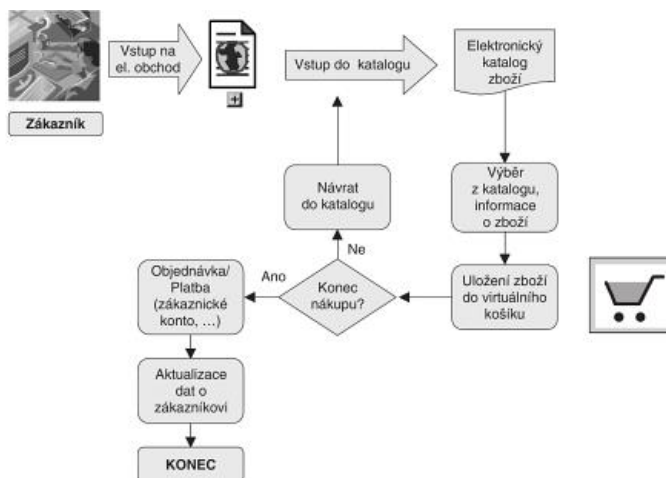 Vstup na
el. obchod
Zákazník
Vstup do katalogu
Elektronický
katalog
zboží
Výběr
z katalogu,
informace
o zboží
Uložení zboží
do virtuálního
košíku
Konec
nákupu?
Ne
Návrat
do katalogu
Ano
Objednávka/
Platba
(zákaznické
konto, ...)
Aktualizace
dat o
zákazníkovi
KONEC